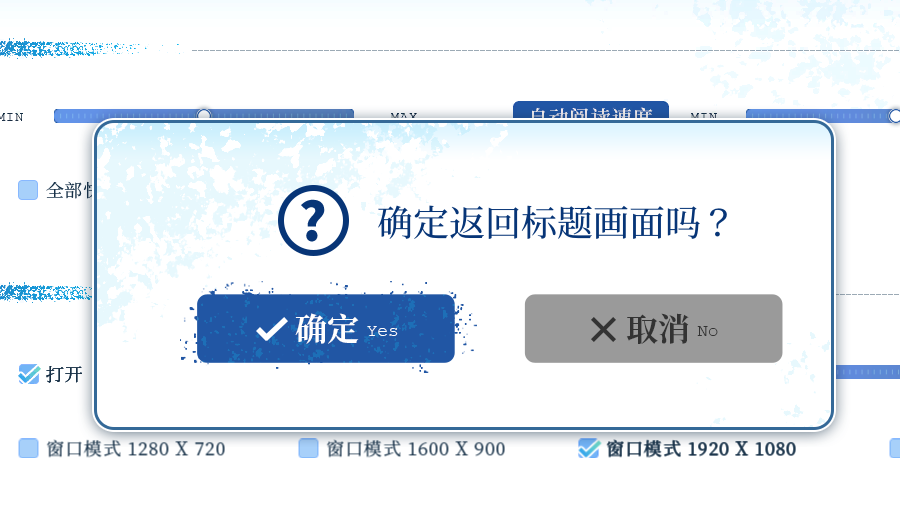 MIN
MAX
自动阅读速度
MIN
全部
确定返回标题画面吗？
确定 Yes
取消 No
打开
窗口模式 1280 X 720
窗口模式 1600 X 900
窗口模式 1920 X 1080